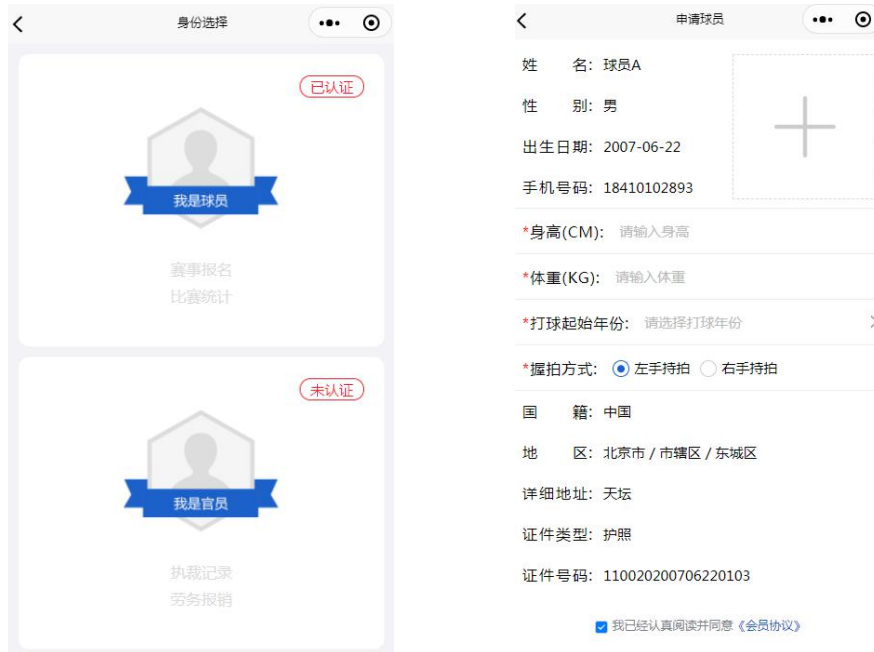 身份选择
已认证
我是球员
赛事报名
比赛统计
未认证
我是官员
执裁记录
劳务报销
申请球员
姓 名: 球员A
性 别: 男
出生日期: 2007-06-22
手机号码: 18410102893
*身高(CM): 请输入身高
*体重(KG): 请输入体重
*打球起始年份: 请选择打球年份
*握拍方式: 左手持拍 右手持拍
国 籍: 中国
地 区: 北京市 / 市辖区 / 东城区
详细地址: 天坛
证件类型: 护照
证件号码: 110020200706220103
我已经认真阅读并同意《会员协议》